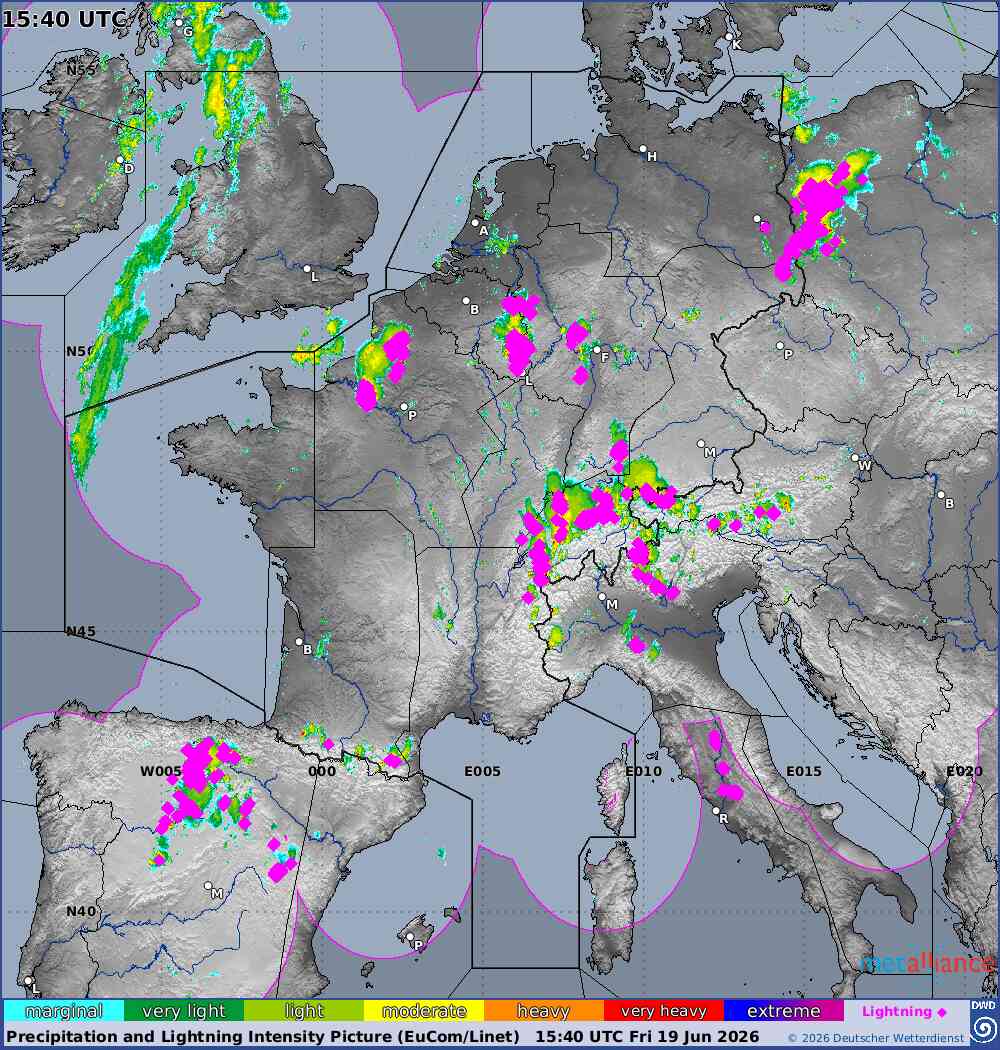 15:40 UTC
G
K
N55
D
H
A
L
B
N50
F
P
L
P
M
W
B
M
N45
B
W005
000
E005
E010
E015
E020
R
M
N40
P
L
metalliance
marginal
very light
light
moderate
heavy
very heavy
extreme
Lightning
DWD
Precipitation and Lightning Intensity Picture (EuCom/Linet) 15:40 UTC Fri 19 Jun 2026
© 2026 Deutscher Wetterdienst